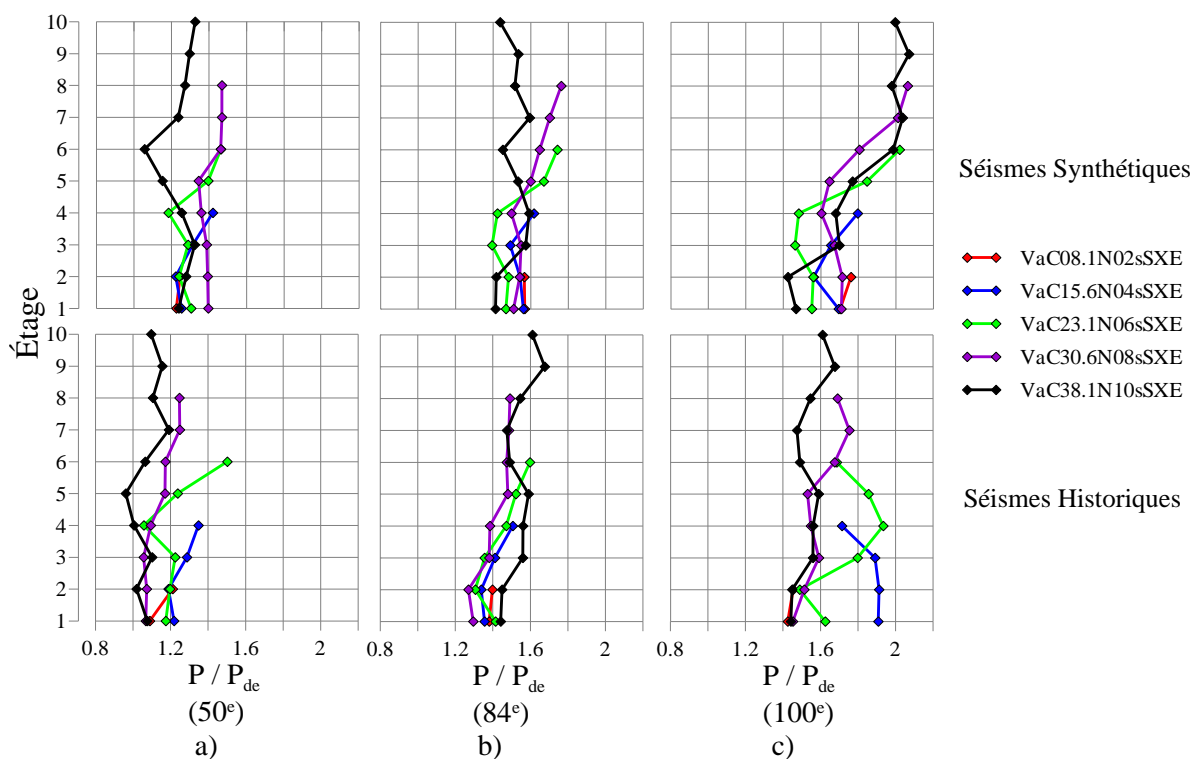 10
9
8
7
6
5
4
3
2
1
10
9
8
7
6
5
4
3
2
1
Étage
0.8 1.2 1.6 2
0.8 1.2 1.6 2
0.8 1.2 1.6 2
P / Pde
(50e)
a)
P / Pde
(84e)
b)
P / Pde
(100e)
c)
Séismes Synthétiques
VaC08.1N02sSXE
VaC15.6N04sSXE
VaC23.1N06sSXE
VaC30.6N08sSXE
VaC38.1N10sSXE
Séismes Historiques